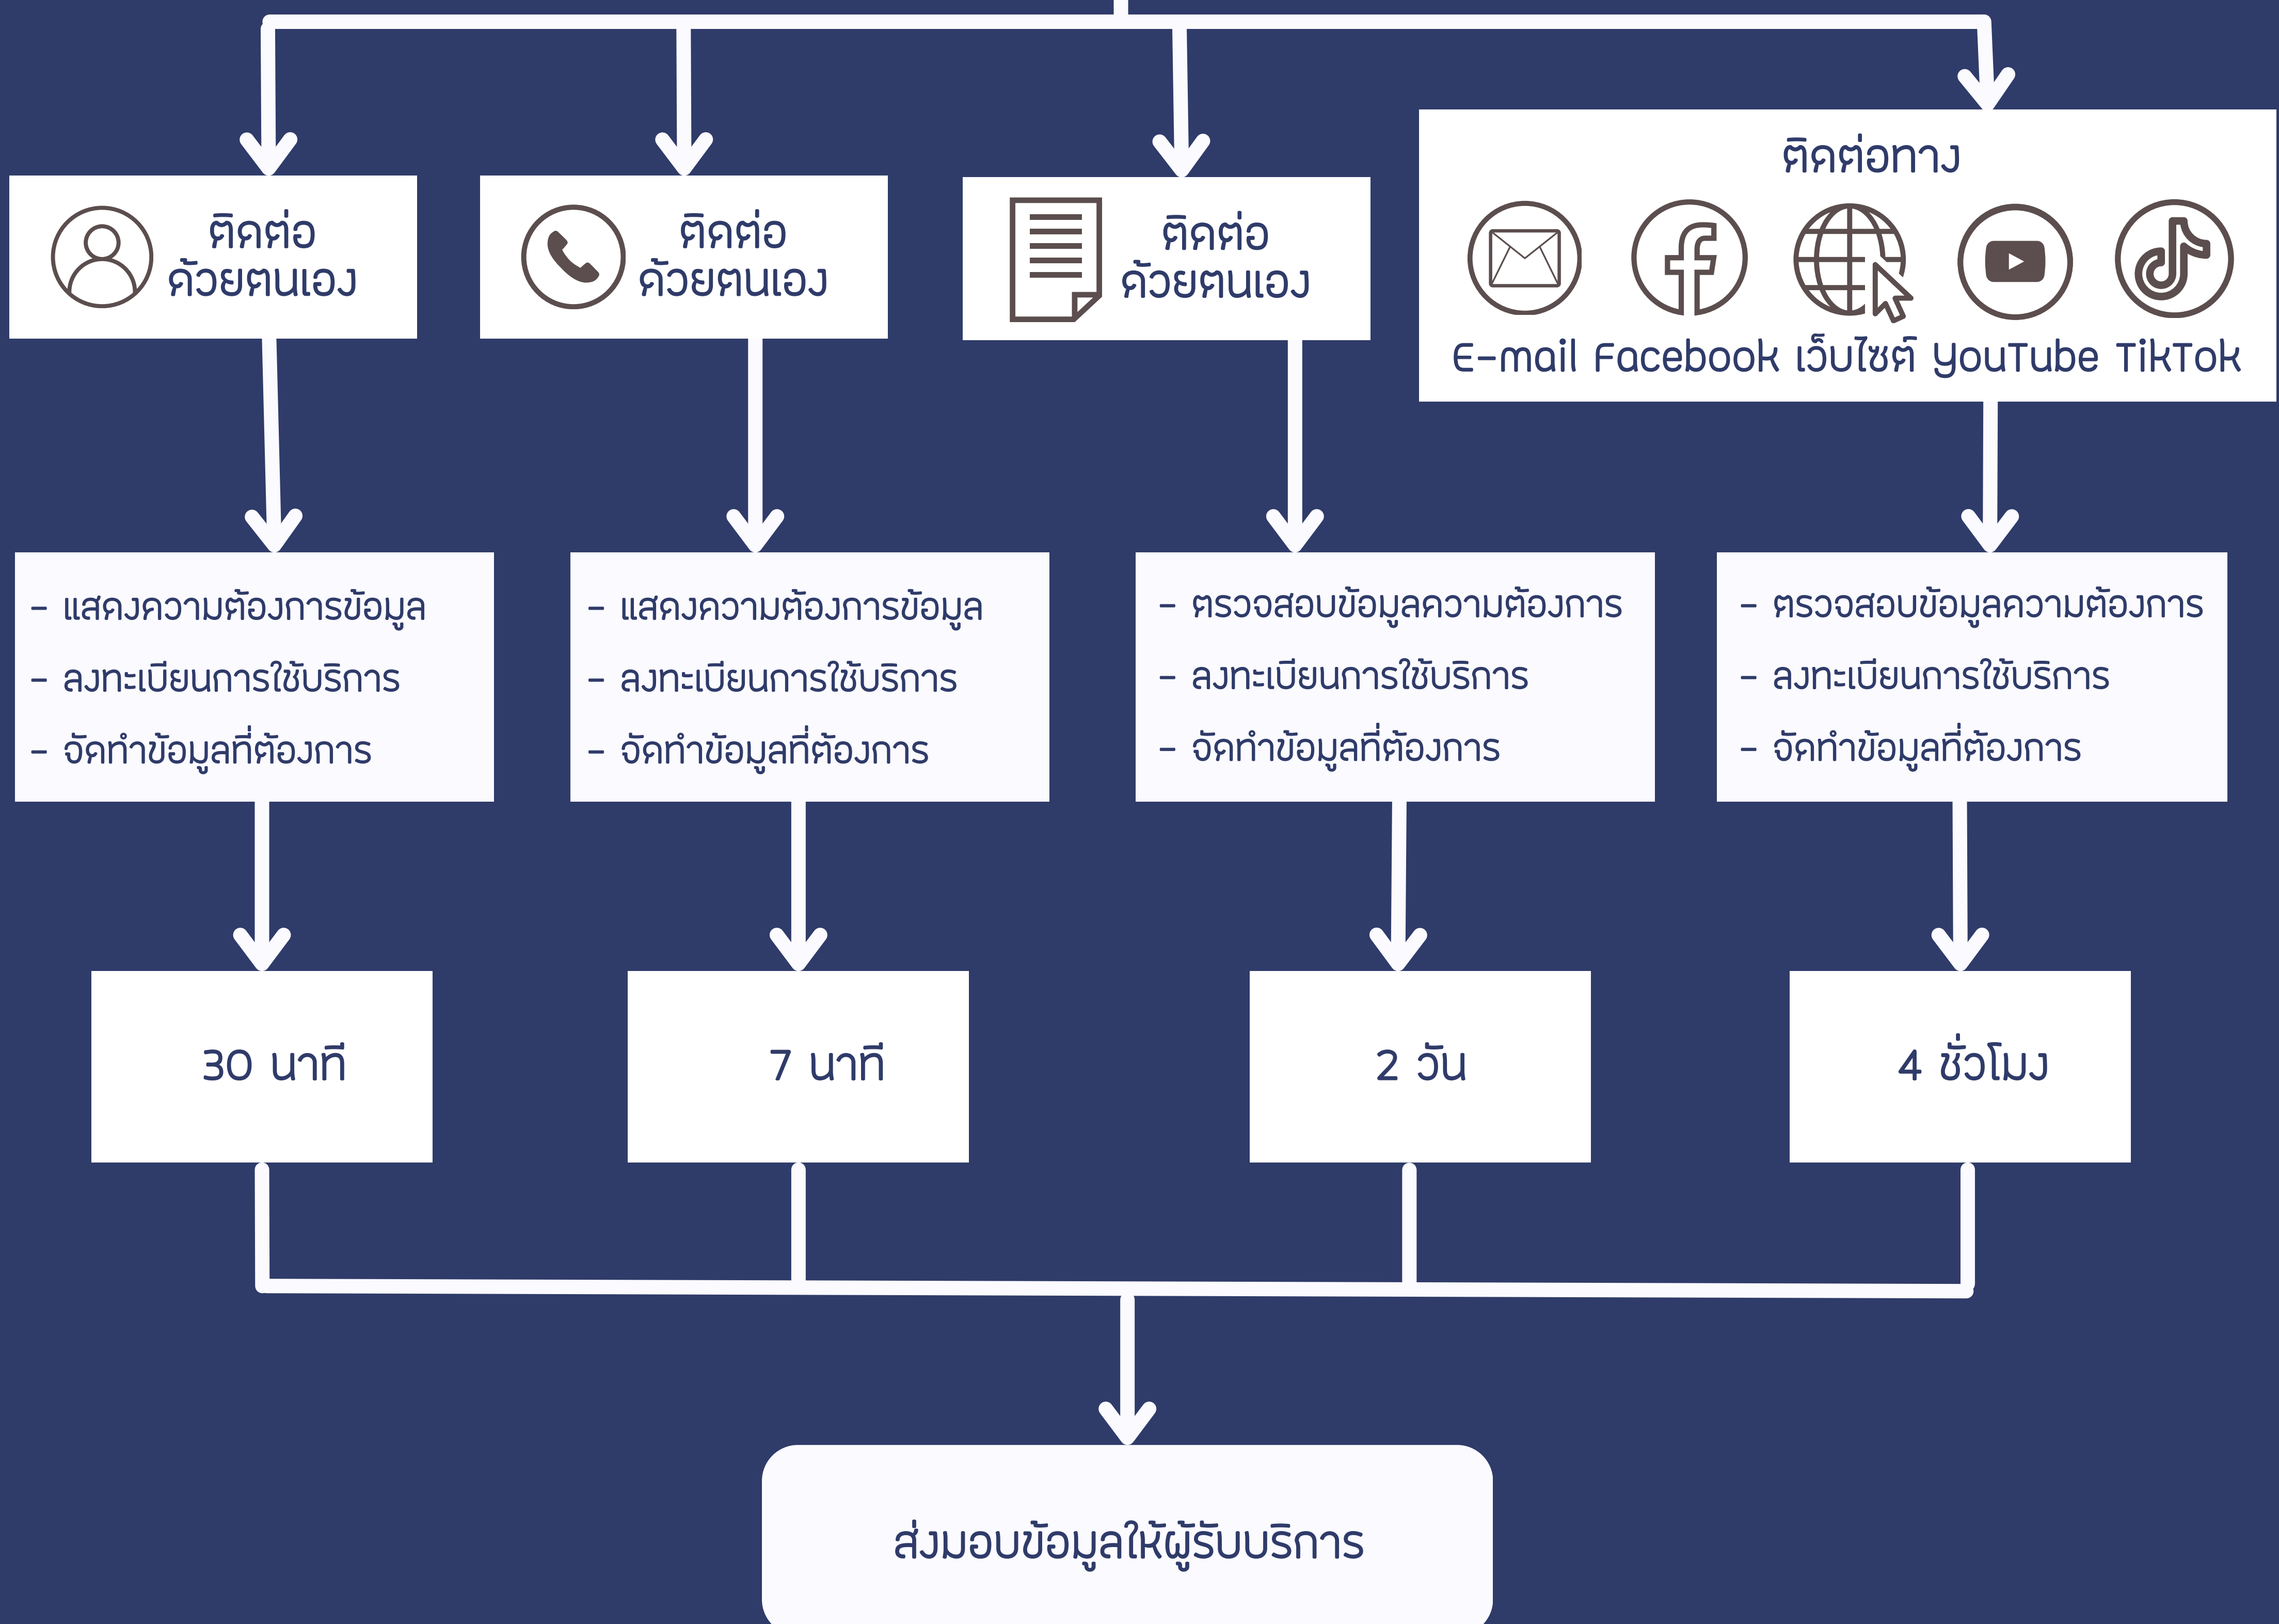 ติดต่อ
ด้วยตนเอง
ติดต่อ
ด้วยตนเอง
ติดต่อ
ด้วยตนเอง
ติดต่อทาง
E-mail Facebook เว็บไซต์ YouTube TikTok
- แสดงความต้องการข้อมูล
- ลงทะเบียนการใช้บริการ
- จัดทำข้อมูลที่ต้องการ
- แสดงความต้องการข้อมูล
- ลงทะเบียนการใช้บริการ
- จัดทำข้อมูลที่ต้องการ
- ตรวจสอบข้อมูลความต้องการ
- ลงทะเบียนการใช้บริการ
- จัดทำข้อมูลที่ต้องการ
- ตรวจสอบข้อมูลความต้องการ
- ลงทะเบียนการใช้บริการ
- จัดทำข้อมูลที่ต้องการ
30 นาที
7 นาที
2 วัน
4 ชั่วโมง
ส่งมอบข้อมูลให้ผู้รับบริการ